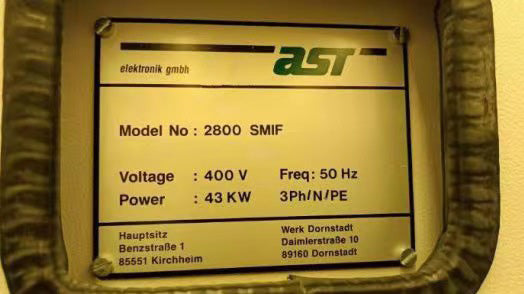 AST
elektronik gmbh
Model No : 2800 SMIF
Voltage : 400 V Freq: 50 Hz
Power : 43 KW 3Ph/N/PE
Hauptsitz Werk Dornstadt
Benzstraße 1 Daimlerstraße 10
85551 Kirchheim 89160 Dornstadt